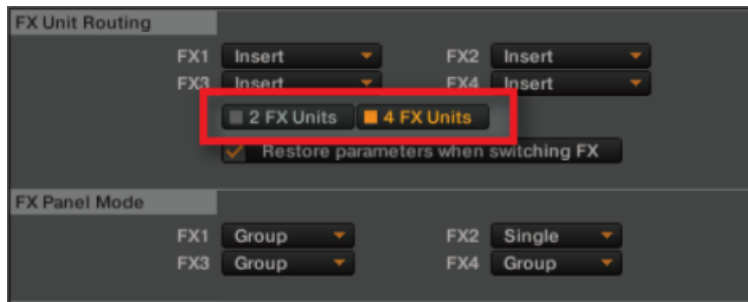 FX Unit Routing
FX1 Insert FX2 Insert
FX3 Insert FX4 Insert
2 FX Units 4 FX Units
Restore parameters when switching FX
FX Panel Mode
FX1 Group FX2 Single
FX3 Group FX4 Group